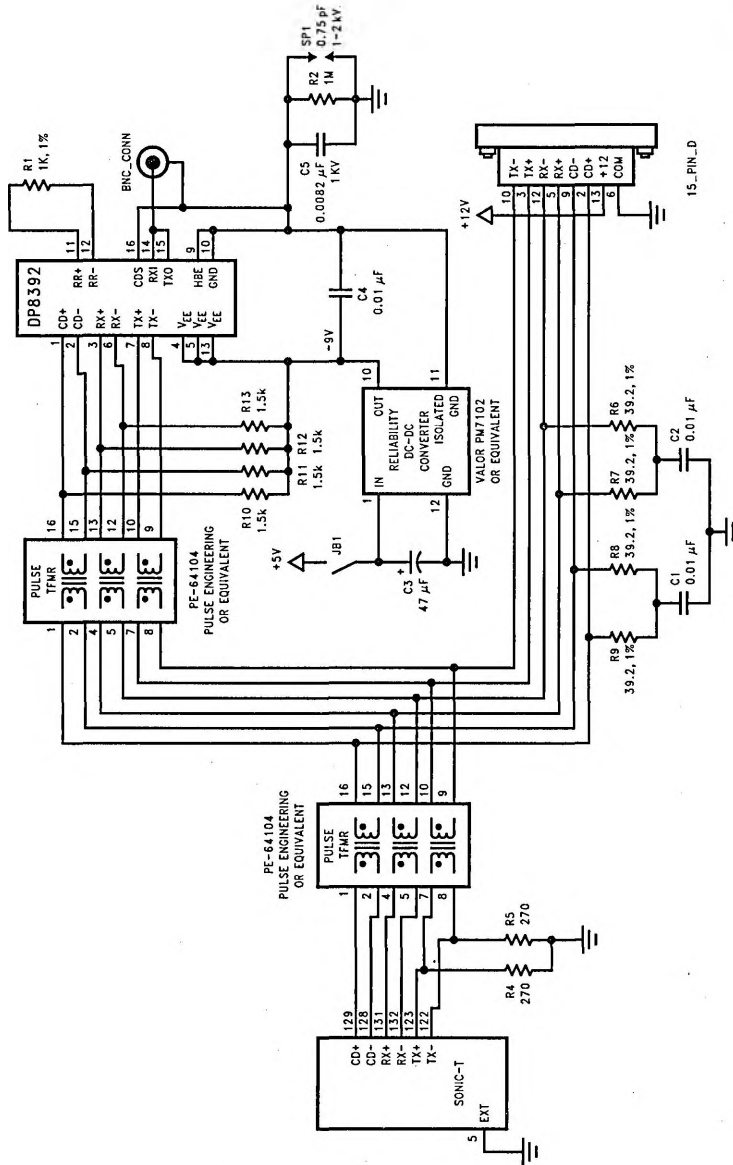 SONIC-T
EXT
5
CD+ 129
CD- 128
RX+ 131
RX- 132
TX+ 123
TX- 122
R4
270
R5
270
PE-64104
PULSE ENGINEERING
OR EQUIVALENT
PULSE
TFMR
1
2
4
5
7
8
16
15
13
12
10
9
PE-64104
PULSE ENGINEERING
OR EQUIVALENT
PULSE
TFMR
1
2
4
5
7
8
16
15
13
12
10
9
R10
1.5k
R11
1.5k
R12
1.5k
R13
1.5k
DP8392
1 CD+
2 CD-
3 RX+
6 RX-
7 TX+
8 TX-
4 VEE
5 VEE
13 VEE
RR+ 11
RR- 12
CDS 16
RXI 14
TXO 15
HBE 9
GND 10
R1
1K, 1%
BNC_CONN
C5
0.0082 μF
1 KV
R2
1M
SP1
0.75 pF
1-2 kV
-9V
C4
0.01 μF
+5V
JB1
C3
+
47 μF
1 IN
OUT 10
RELIABILITY
DC-DC
CONVERTER
ISOLATED
12 GND
GND 11
VALOR PM7102
OR EQUIVALENT
+12V
10 TX-
3 TX+
12 RX-
5 RX+
9 CD-
2 CD+
13 +12
6 COM
15_PIN_D
R9
39.2, 1%
R8
39.2, 1%
R7
39.2, 1%
R6
39.2, 1%
C1
0.01 μF
C2
0.01 μF